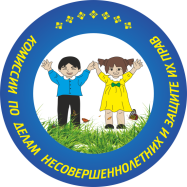 КОМИССИИ ПО ДЕЛАМ НЕСОВЕРШЕННОЛЕТНИХ И ЗАЩИТЕ ИХ ПРАВ